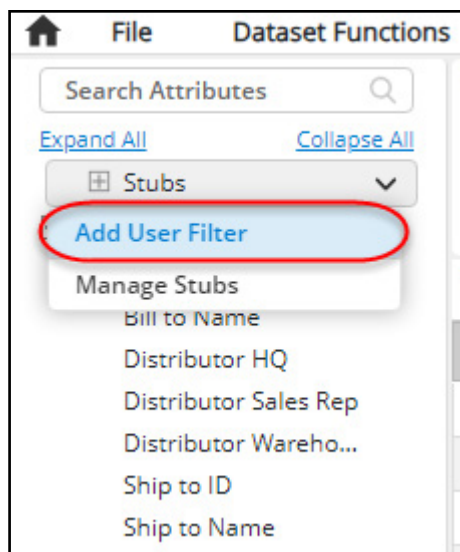 File Dataset Functions
Search Attributes
Expand All Collapse All
Stubs
Add User Filter
Manage Stubs
Bill to Name
Distributor HQ
Distributor Sales Rep
Distributor Wareho...
Ship to ID
Ship to Name